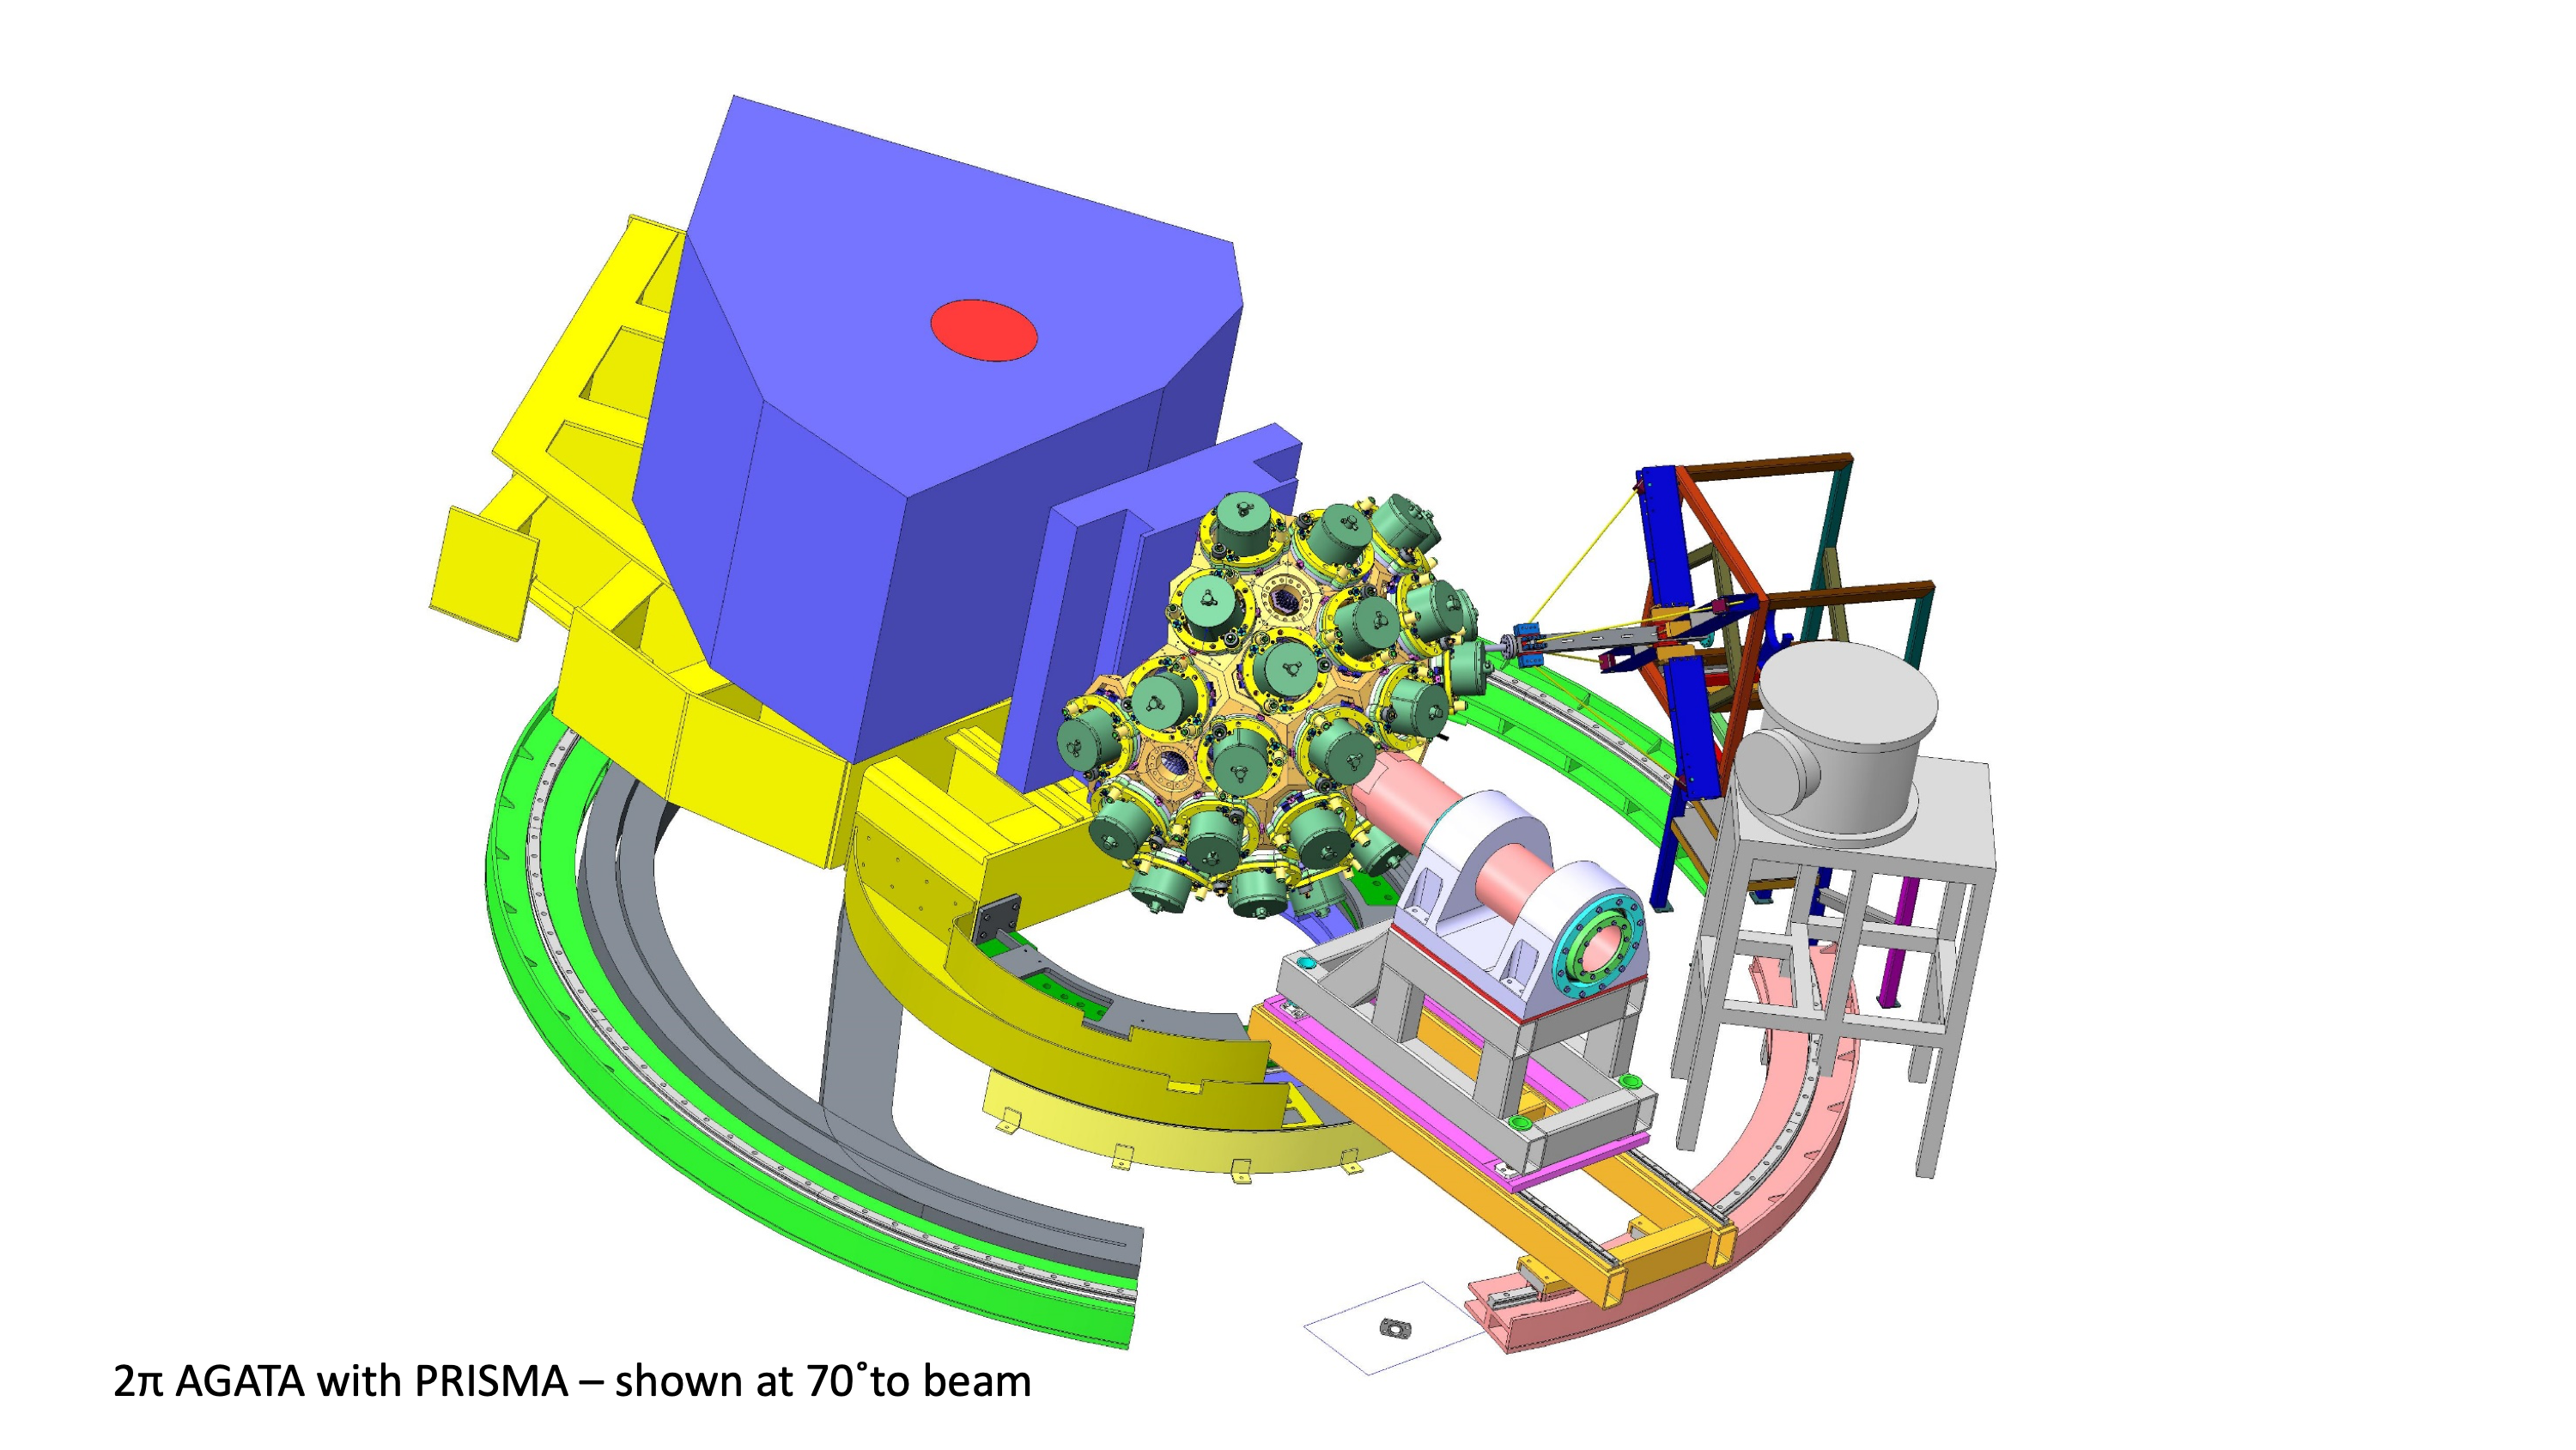 2π AGATA with PRISMA – shown at 70˚to beam